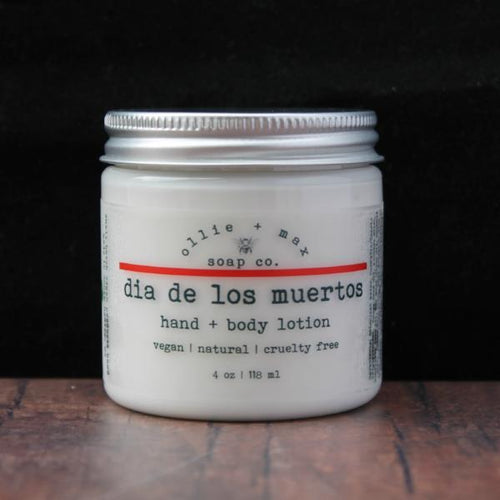 ollie + max
soap co.
dia de los muertos
hand + body lotion
vegan | natural | cruelty free
4 oz | 118 ml